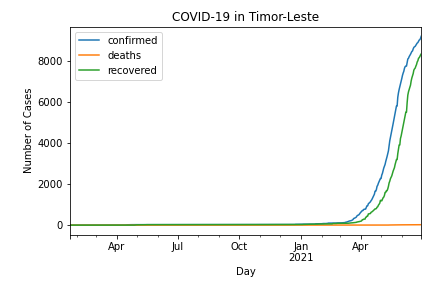 COVID-19 in Timor-Leste
confirmed
deaths
recovered
8000
6000
4000
2000
0
Number of Cases
Apr
Jul
Oct
Jan
2021
Apr
Day